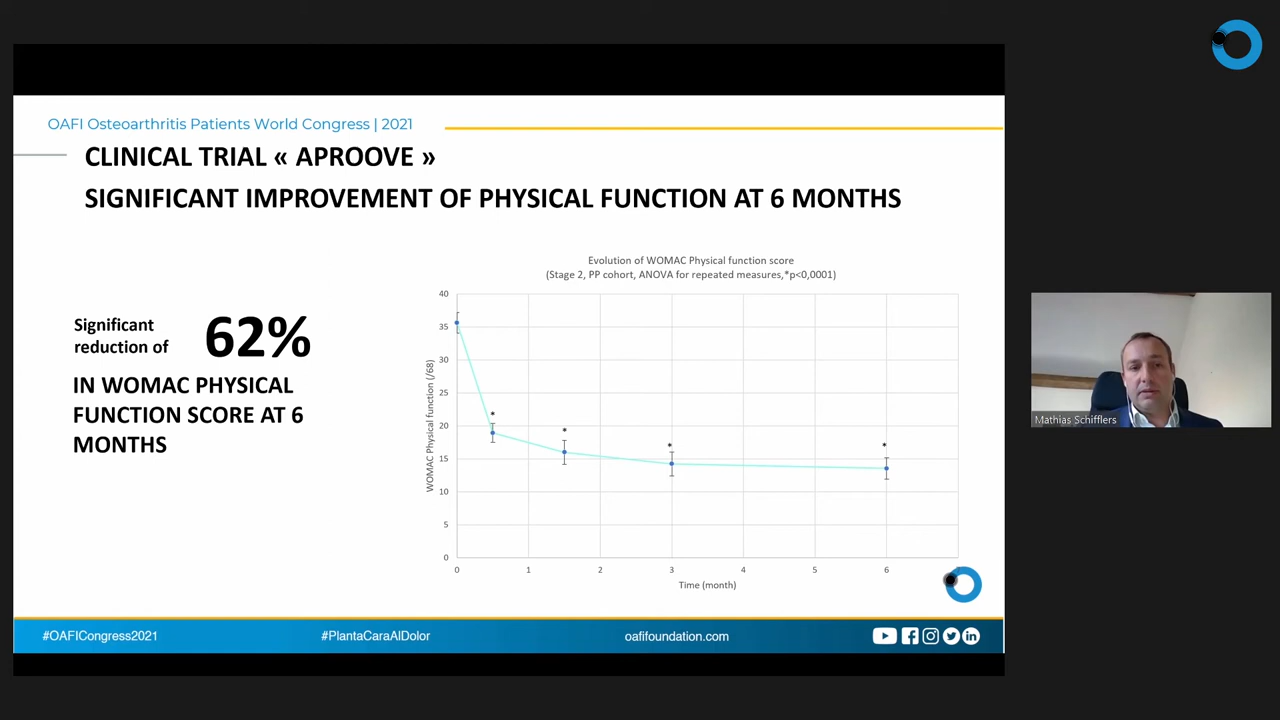 OAFI Osteoarthritis Patients World Congress | 2021
CLINICAL TRIAL « APROOVE »
SIGNIFICANT IMPROVEMENT OF PHYSICAL FUNCTION AT 6 MONTHS
Significant
reduction of
62%
IN WOMAC PHYSICAL
FUNCTION SCORE AT 6
MONTHS
Evolution of WOMAC Physical function score
(Stage 2, PP cohort, ANOVA for repeated measures,*p<0,0001)
WOMAC Physical function (/68)
40
35
30
25
20
15
10
5
0
* * * *
0 1 2 3 4 5 6
Time (month)
Mathias Schifflers
#OAFICongress2021
#PlantaCaraAlDolor
oafifoundation.com